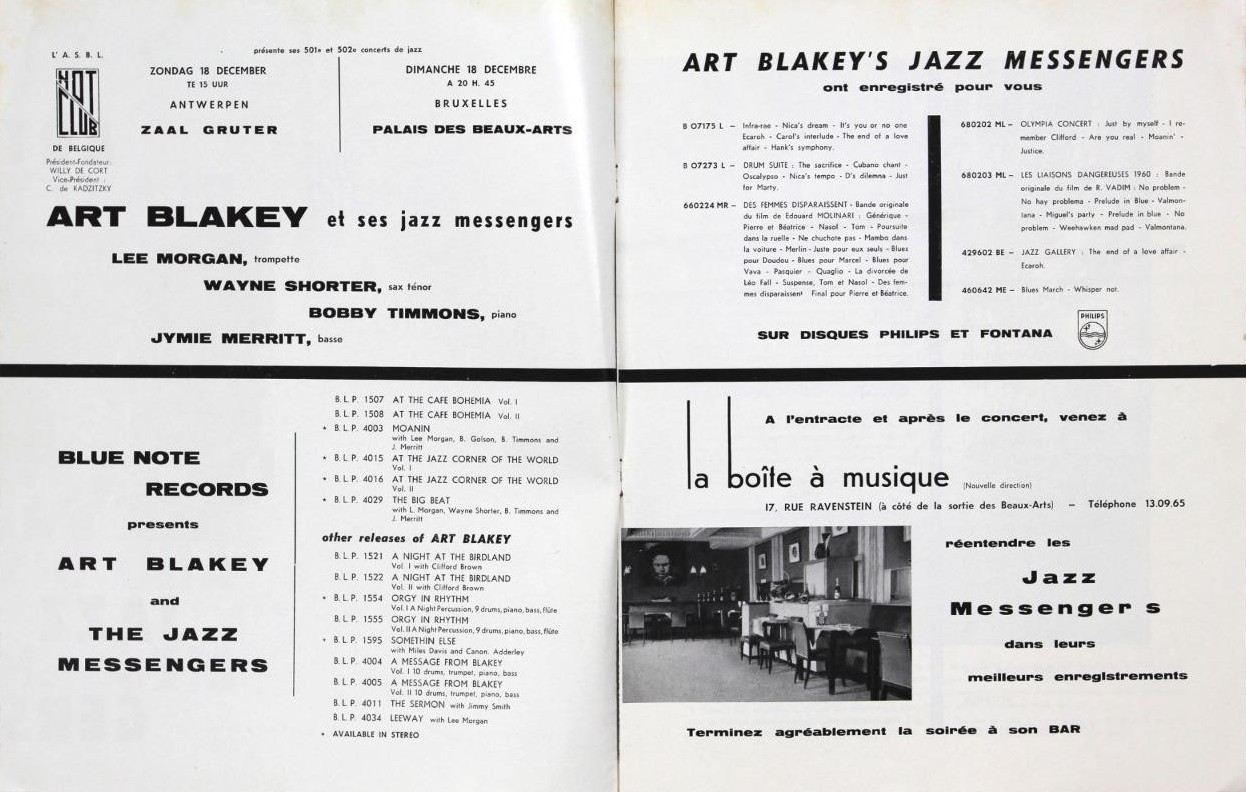 L' A. S. B. L.
présente ses 501e et 502e concerts de jazz
HOT
CLUB
DE BELGIQUE
Président-Fondateur:
WILLY DE CORT
Vice-Président :
C. de RADZITZKY
ZONDAG 18 DECEMBER
TE 15 UUR
ANTWERPEN
ZAAL GRUTER
DIMANCHE 18 DECEMBRE
A 20 H. 45
BRUXELLES
PALAIS DES BEAUX-ARTS
ART BLAKEY et ses jazz messengers
LEE MORGAN, trompette
WAYNE SHORTER, sax ténor
BOBBY TIMMONS, piano
JYMIE MERRITT, basse
BLUE NOTE
RECORDS
presents
ART BLAKEY
and
THE JAZZ
MESSENGERS
B. L. P. 1507 AT THE CAFE BOHEMIA Vol. I
B. L. P. 1508 AT THE CAFE BOHEMIA Vol. II
* B. L. P. 4003 MOANIN
with Lee Morgan, B. Golson, B. Timmons and
J. Merritt
* B. L. P. 4015 AT THE JAZZ CORNER OF THE WORLD
Vol. I
* B. L. P. 4016 AT THE JAZZ CORNER OF THE WORLD
Vol. II
* B. L. P. 4029 THE BIG BEAT
with L. Morgan, Wayne Shorter, B. Timmons and
J. Merritt
other releases of ART BLAKEY
B. L. P. 1521 A NIGHT AT THE BIRDLAND
Vol. I with Clifford Brown
B. L. P. 1522 A NIGHT AT THE BIRDLAND
Vol. II with Clifford Brown
* B. L. P. 1554 ORGY IN RHYTHM
Vol. I A Night Percussion, 9 drums, piano, bass, flûte
B. L. P. 1555 ORGY IN RHYTHM
Vol. II A Night Percussion, 9 drums, piano, bass, flûte
* B. L. P. 1595 SOMETHIN ELSE
with Miles Davis and Canon. Adderley
B. L. P. 4004 A MESSAGE FROM BLAKEY
Vol. I 10 drums, trumpet, piano, bass
B. L. P. 4005 A MESSAGE FROM BLAKEY
Vol. II 10 drums, trumpet, piano, bass
B. L. P. 4011 THE SERMON with Jimmy Smith
B. L. P. 4034 LEEWAY with Lee Morgan
* AVAILABLE IN STEREO
ART BLAKEY'S JAZZ MESSENGERS
ont enregistré pour vous
B 07175 L – Infra-rae - Nica's dream - It's you or no one
Ecaroh - Carol's interlude - The end of a love
affair - Hank's symphony.
B 07273 L – DRUM SUITE : The sacrifice - Cubano chant -
Oscalypso - Nica's tempo - D's dilemna - Just
for Marty.
660224 MR – DES FEMMES DISPARAISSENT - Bande originale
du film de Edouard MOLINARI : Générique -
Pierre et Béatrice - Nasol - Tom - Poursuite
dans la ruelle - Ne chuchote pas - Mambo dans
la voiture - Merlin - Juste pour eux seuls - Blues
pour Doudou - Blues pour Marcel - Blues pour
Vava - Pasquier - Quaglio - La divorcée de
Léo Fall - Suspense, Tom et Nasol - Des fem-
mes disparaissent Final pour Pierre et Béatrice.
680202 ML – OLYMPIA CONCERT : Just by myself - I re-
member Clifford - Are you real - Moanin' -
Justice.
680203 ML – LES LIAISONS DANGEREUSES 1960 : Bande
originale du film de R. VADIM : No problem -
No hay problema - Prelude in Blue - Valmon-
tana - Miguel's party - Prelude in blue - No
problem - Weehawken mad pad - Valmontana.
429602 BE – JAZZ GALLERY : The end of a love affair -
Ecaroh.
460642 ME – Blues March - Whisper not.
SUR DISQUES PHILIPS ET FONTANA
PHILIPS
A l'entracte et après le concert, venez à
la boîte à musique (Nouvelle direction)
17, RUE RAVENSTEIN (à côté de la sortie des Beaux-Arts) – Téléphone 13.09.65
réentendre les
Jazz
Messengers
dans leurs
meilleurs enregistrements
Terminez agréablement la soirée à son BAR